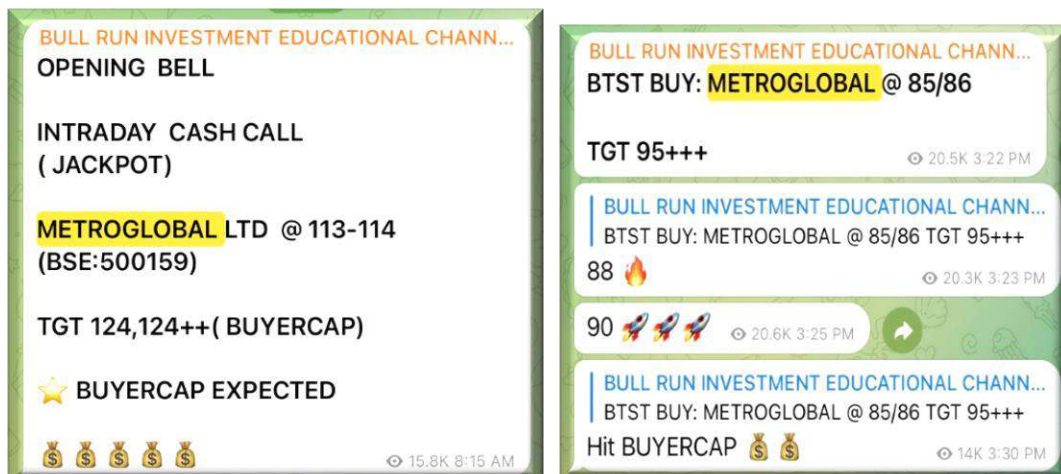 BULL RUN INVESTMENT EDUCATIONAL CHANN...
OPENING BELL
INTRADAY CASH CALL
( JACKPOT)
METROGLOBAL LTD @ 113-114
(BSE:500159)
TGT 124,124++( BUYERCAP)
⭐ BUYERCAP EXPECTED
💰 💰 💰 💰 💰
15.8K 8:15 AM
BULL RUN INVESTMENT EDUCATIONAL CHANN...
BTST BUY: METROGLOBAL @ 85/86
TGT 95+++
20.5K 3:22 PM
BULL RUN INVESTMENT EDUCATIONAL CHANN...
BTST BUY: METROGLOBAL @ 85/86 TGT 95+++
88 🔥
20.3K 3:23 PM
90 🚀🚀🚀 20.6K 3:25 PM
BULL RUN INVESTMENT EDUCATIONAL CHANN...
BTST BUY: METROGLOBAL @ 85/86 TGT 95+++
Hit BUYERCAP 💰 💰
14K 3:30 PM